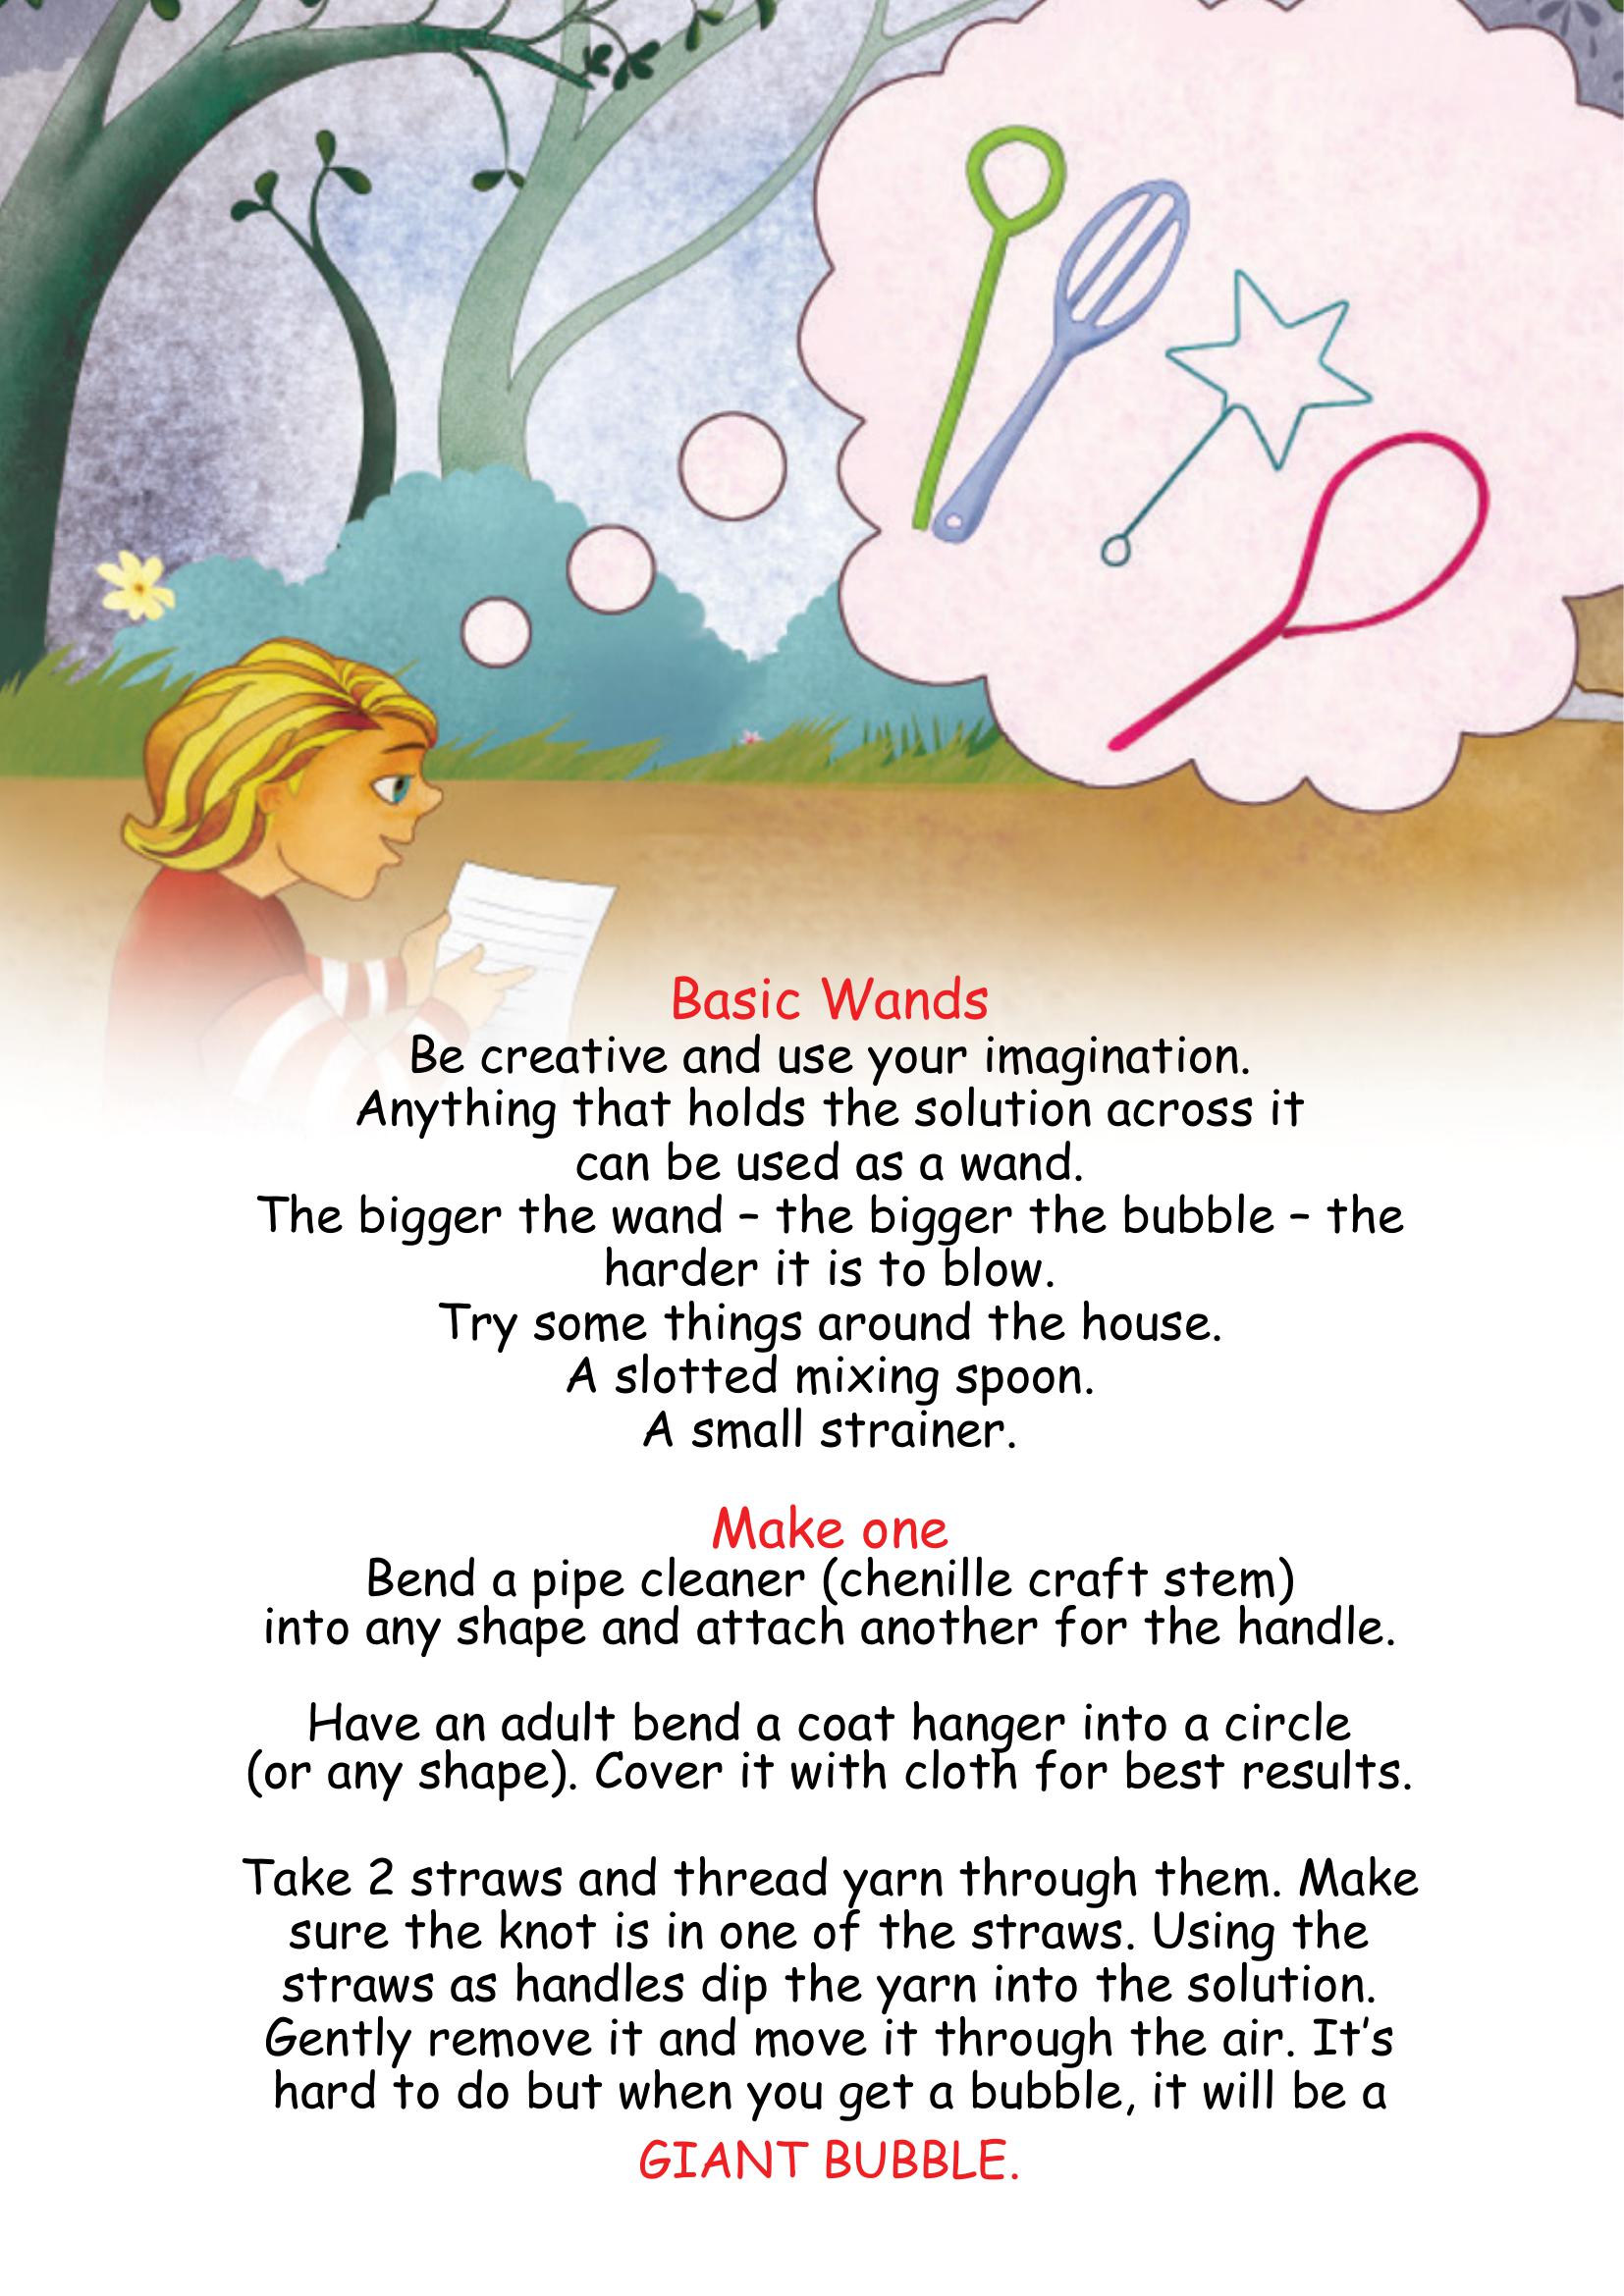 Basic Wands
Be creative and use your imagination.
Anything that holds the solution across it
can be used as a wand.
The bigger the wand – the bigger the bubble – the
harder it is to blow.
Try some things around the house.
A slotted mixing spoon.
A small strainer.
Make one
Bend a pipe cleaner (chenille craft stem)
into any shape and attach another for the handle.
Have an adult bend a coat hanger into a circle
(or any shape). Cover it with cloth for best results.
Take 2 straws and thread yarn through them. Make
sure the knot is in one of the straws. Using the
straws as handles dip the yarn into the solution.
Gently remove it and move it through the air. It’s
hard to do but when you get a bubble, it will be a
GIANT BUBBLE.